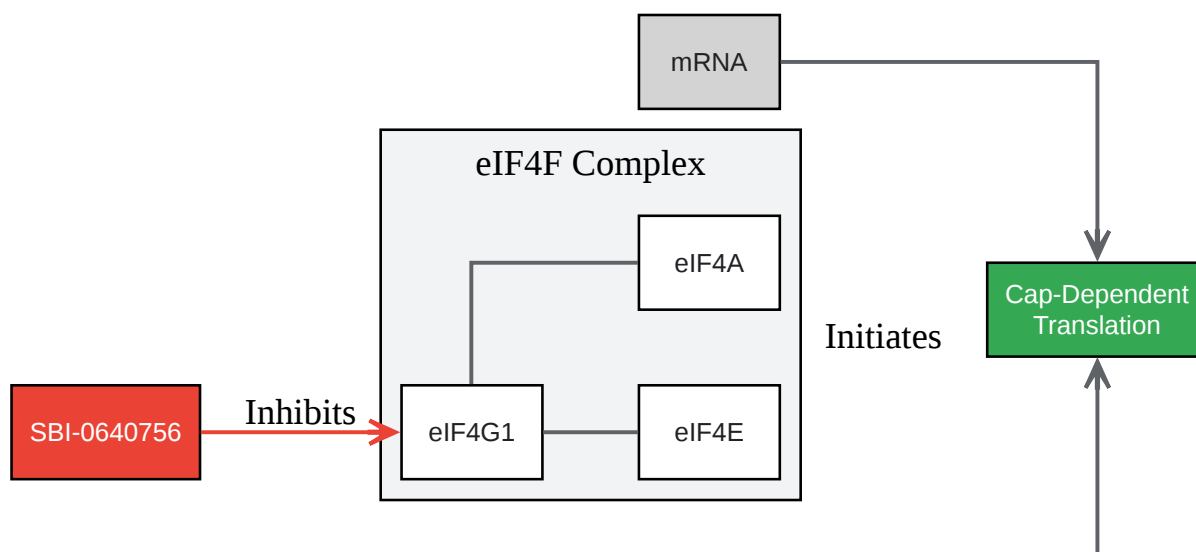 mRNA
eIF4F Complex
eIF4A
Cap-Dependent
Translation
Initiates
SBI-0640756
Inhibits
eIF4G1
eIF4E